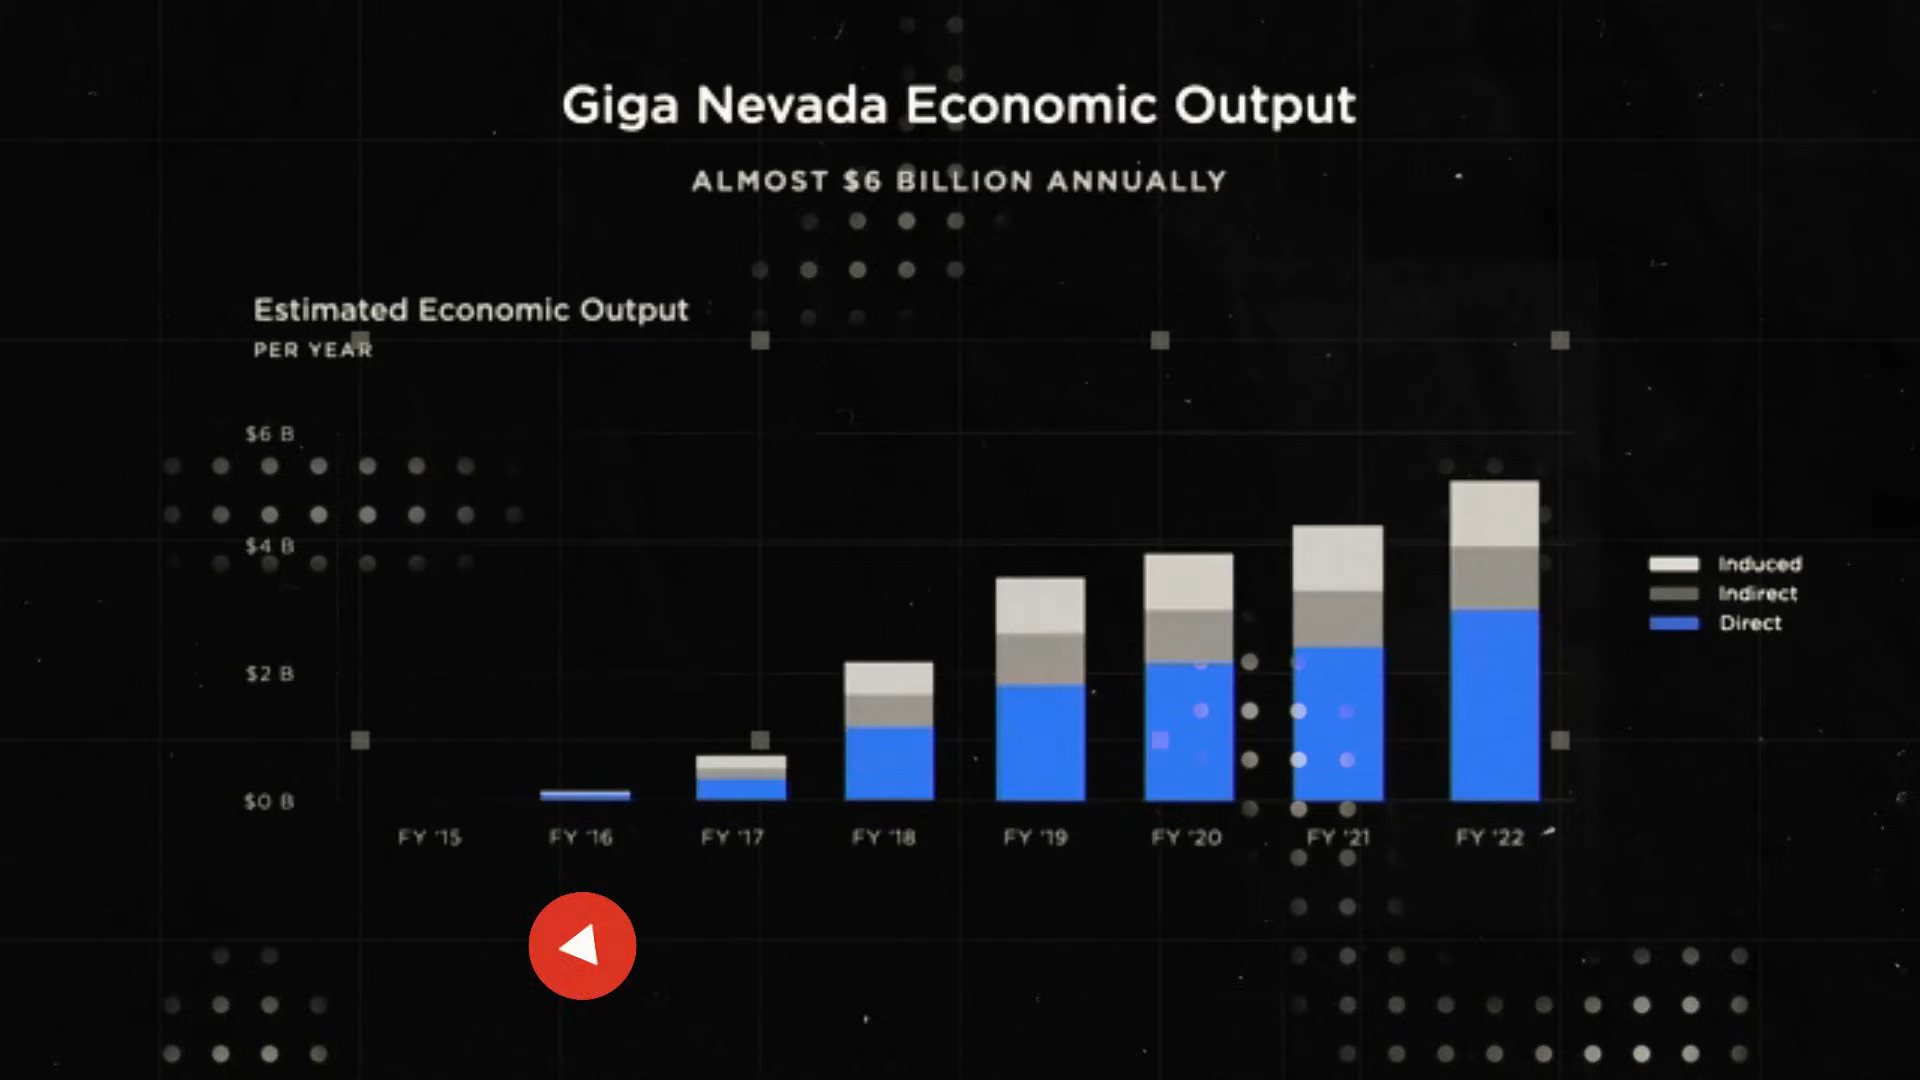 Giga Nevada Economic Output
ALMOST $6 BILLION ANNUALLY
Estimated Economic Output
PER YEAR
$6 B
$4 B
$2 B
$0 B
FY '15
FY '16
FY '17
FY '18
FY '19
FY '20
FY '21
FY '22
Induced
Indirect
Direct